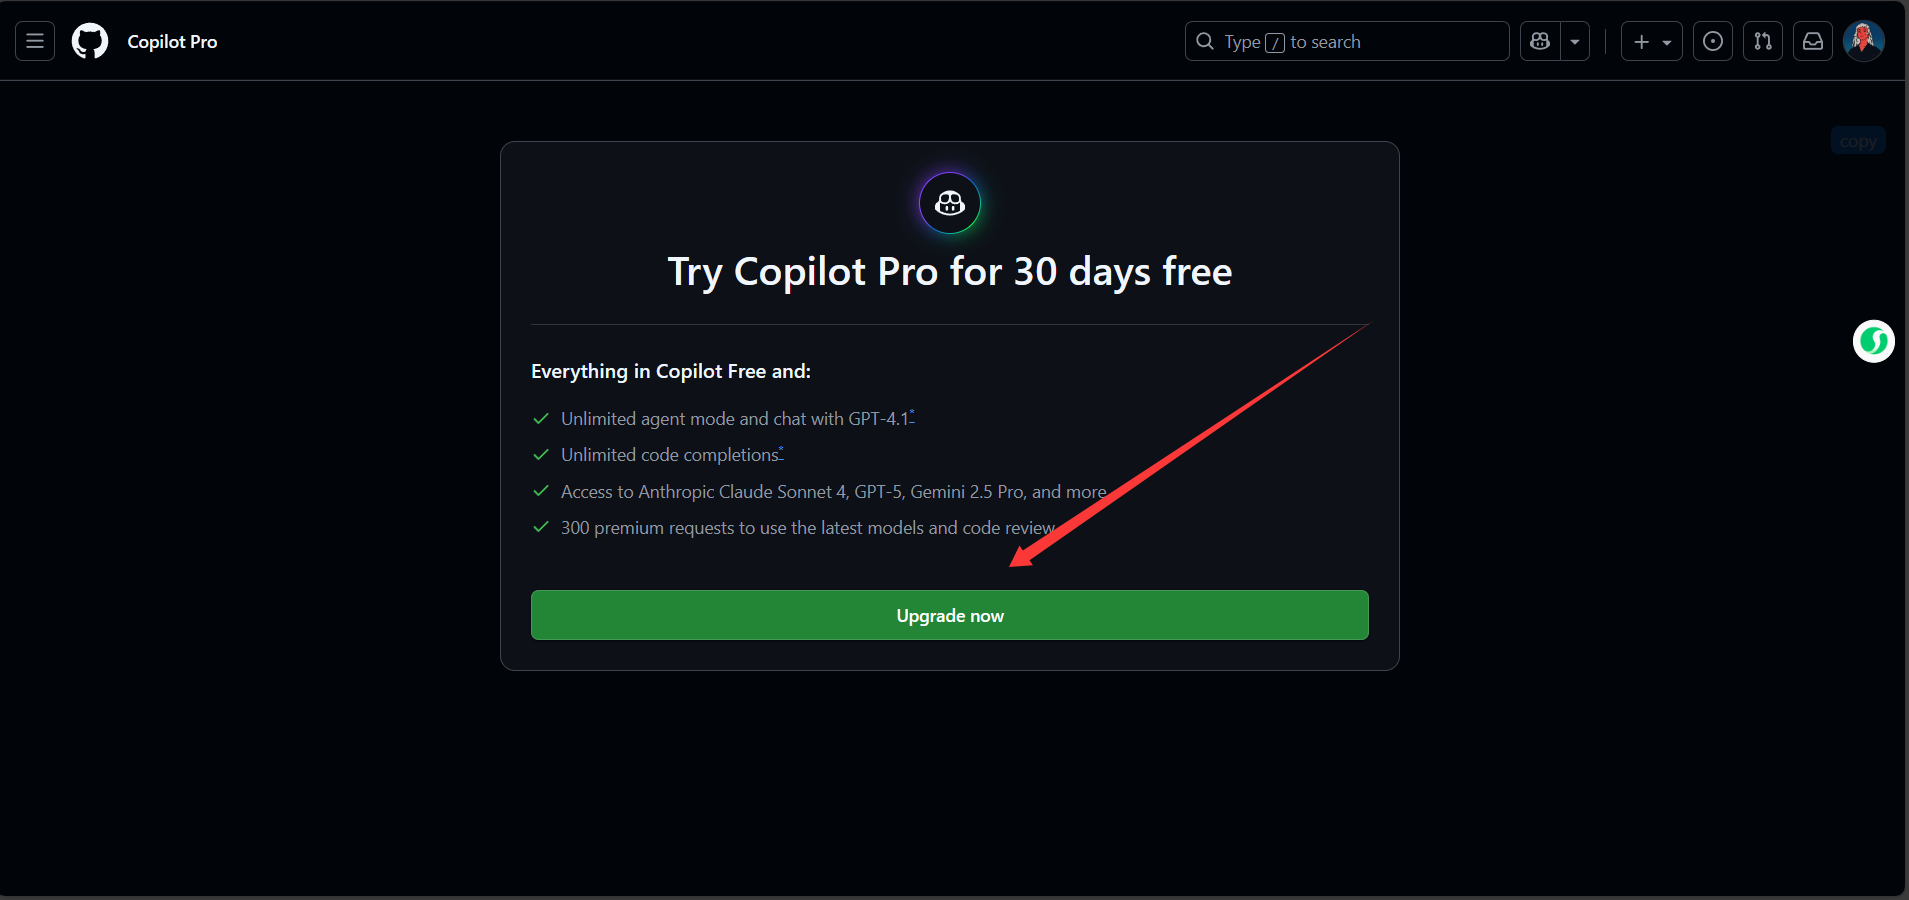 Copilot Pro
Type / to search
copy
Try Copilot Pro for 30 days free
Everything in Copilot Free and:
Unlimited agent mode and chat with GPT-4.1*
Unlimited code completions*
Access to Anthropic Claude Sonnet 4, GPT-5, Gemini 2.5 Pro, and more
300 premium requests to use the latest models and code review
Upgrade now